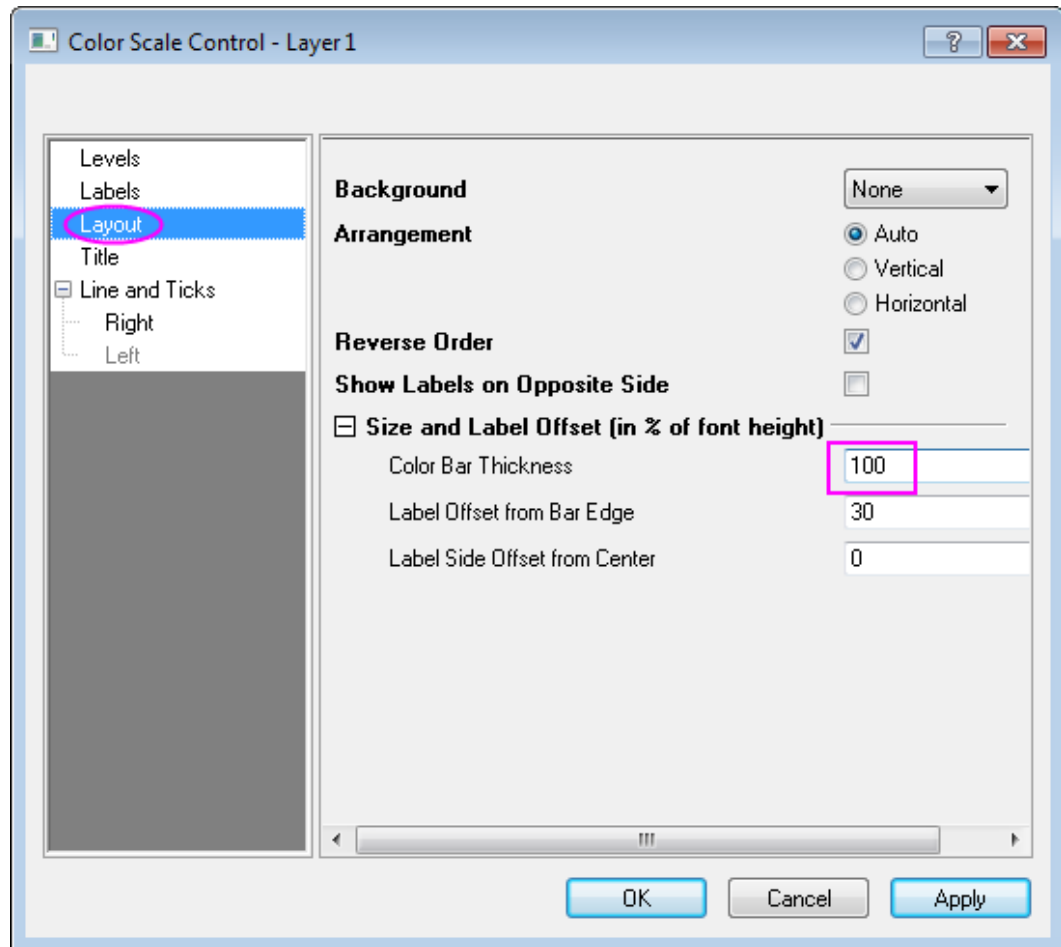 Color Scale Control - Layer 1
Levels
Labels
Layout
Title
Line and Ticks
Right
Left
Background None
Arrangement Auto
Vertical
Horizontal
Reverse Order
Show Labels on Opposite Side
Size and Label Offset (in % of font height)
Color Bar Thickness 100
Label Offset from Bar Edge 30
Label Side Offset from Center 0
OK Cancel Apply